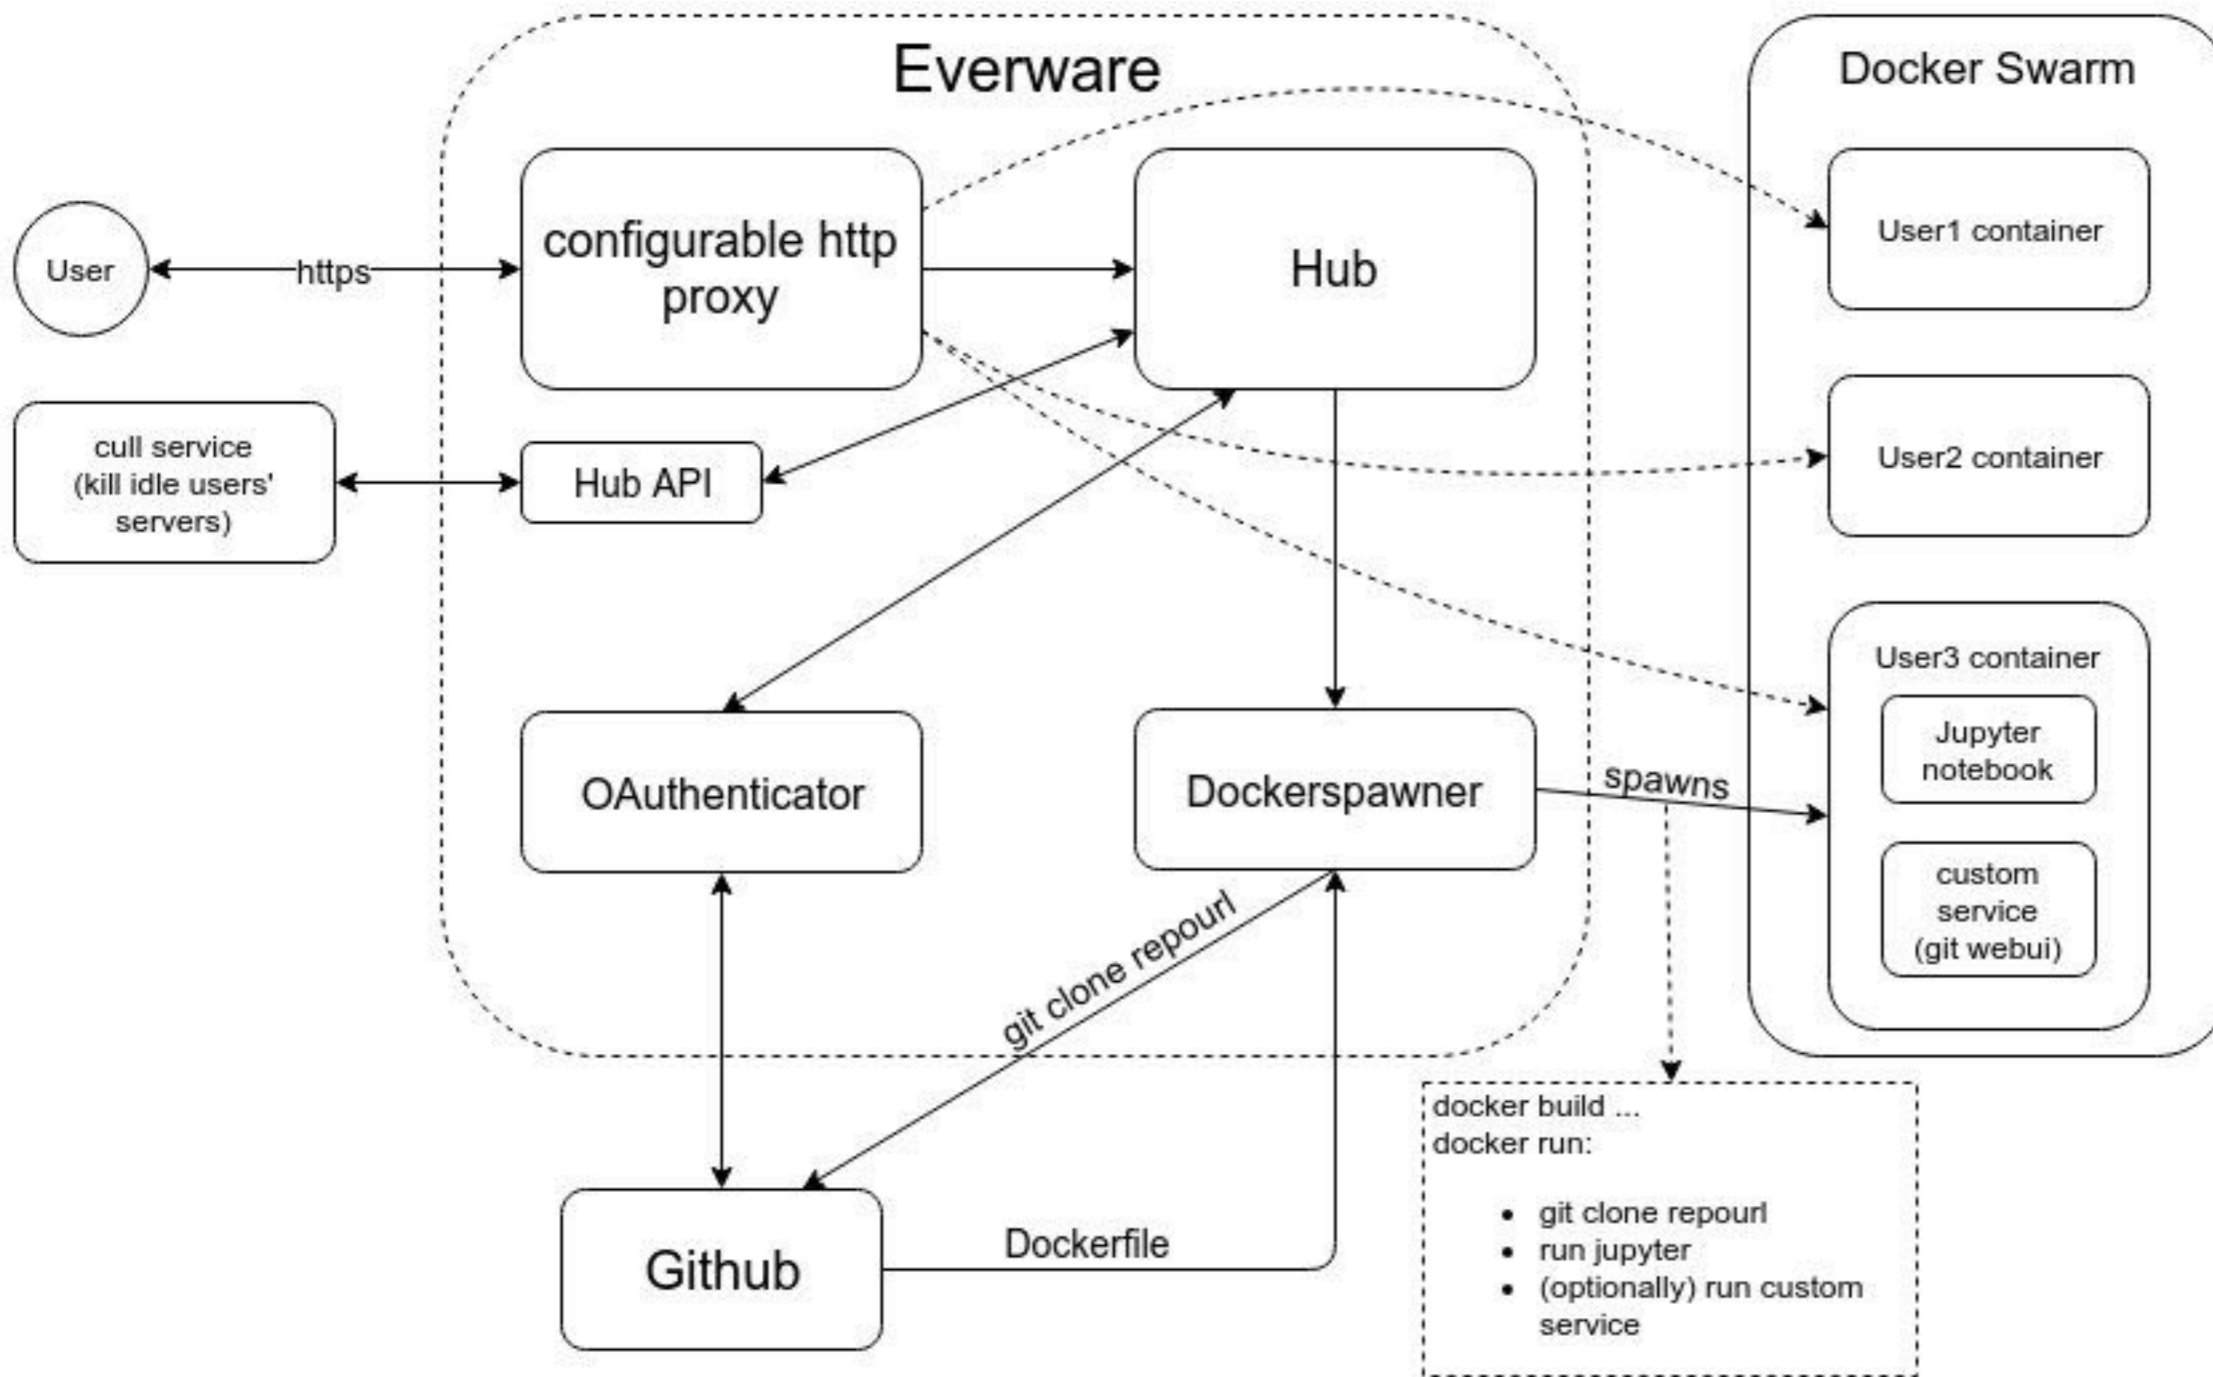 Everware
Docker Swarm
configurable http
proxy
Hub
User1 container
User
https
cull service
(kill idle users'
servers)
Hub API
User2 container
User3 container
Jupyter
notebook
OAuthenticator
Dockerspawner
spawns
custom
service
(git webui)
git clone repourl
Github
Dockerfile
docker build ...
docker run:
• git clone repourl
• run jupyter
• (optionally) run custom
service